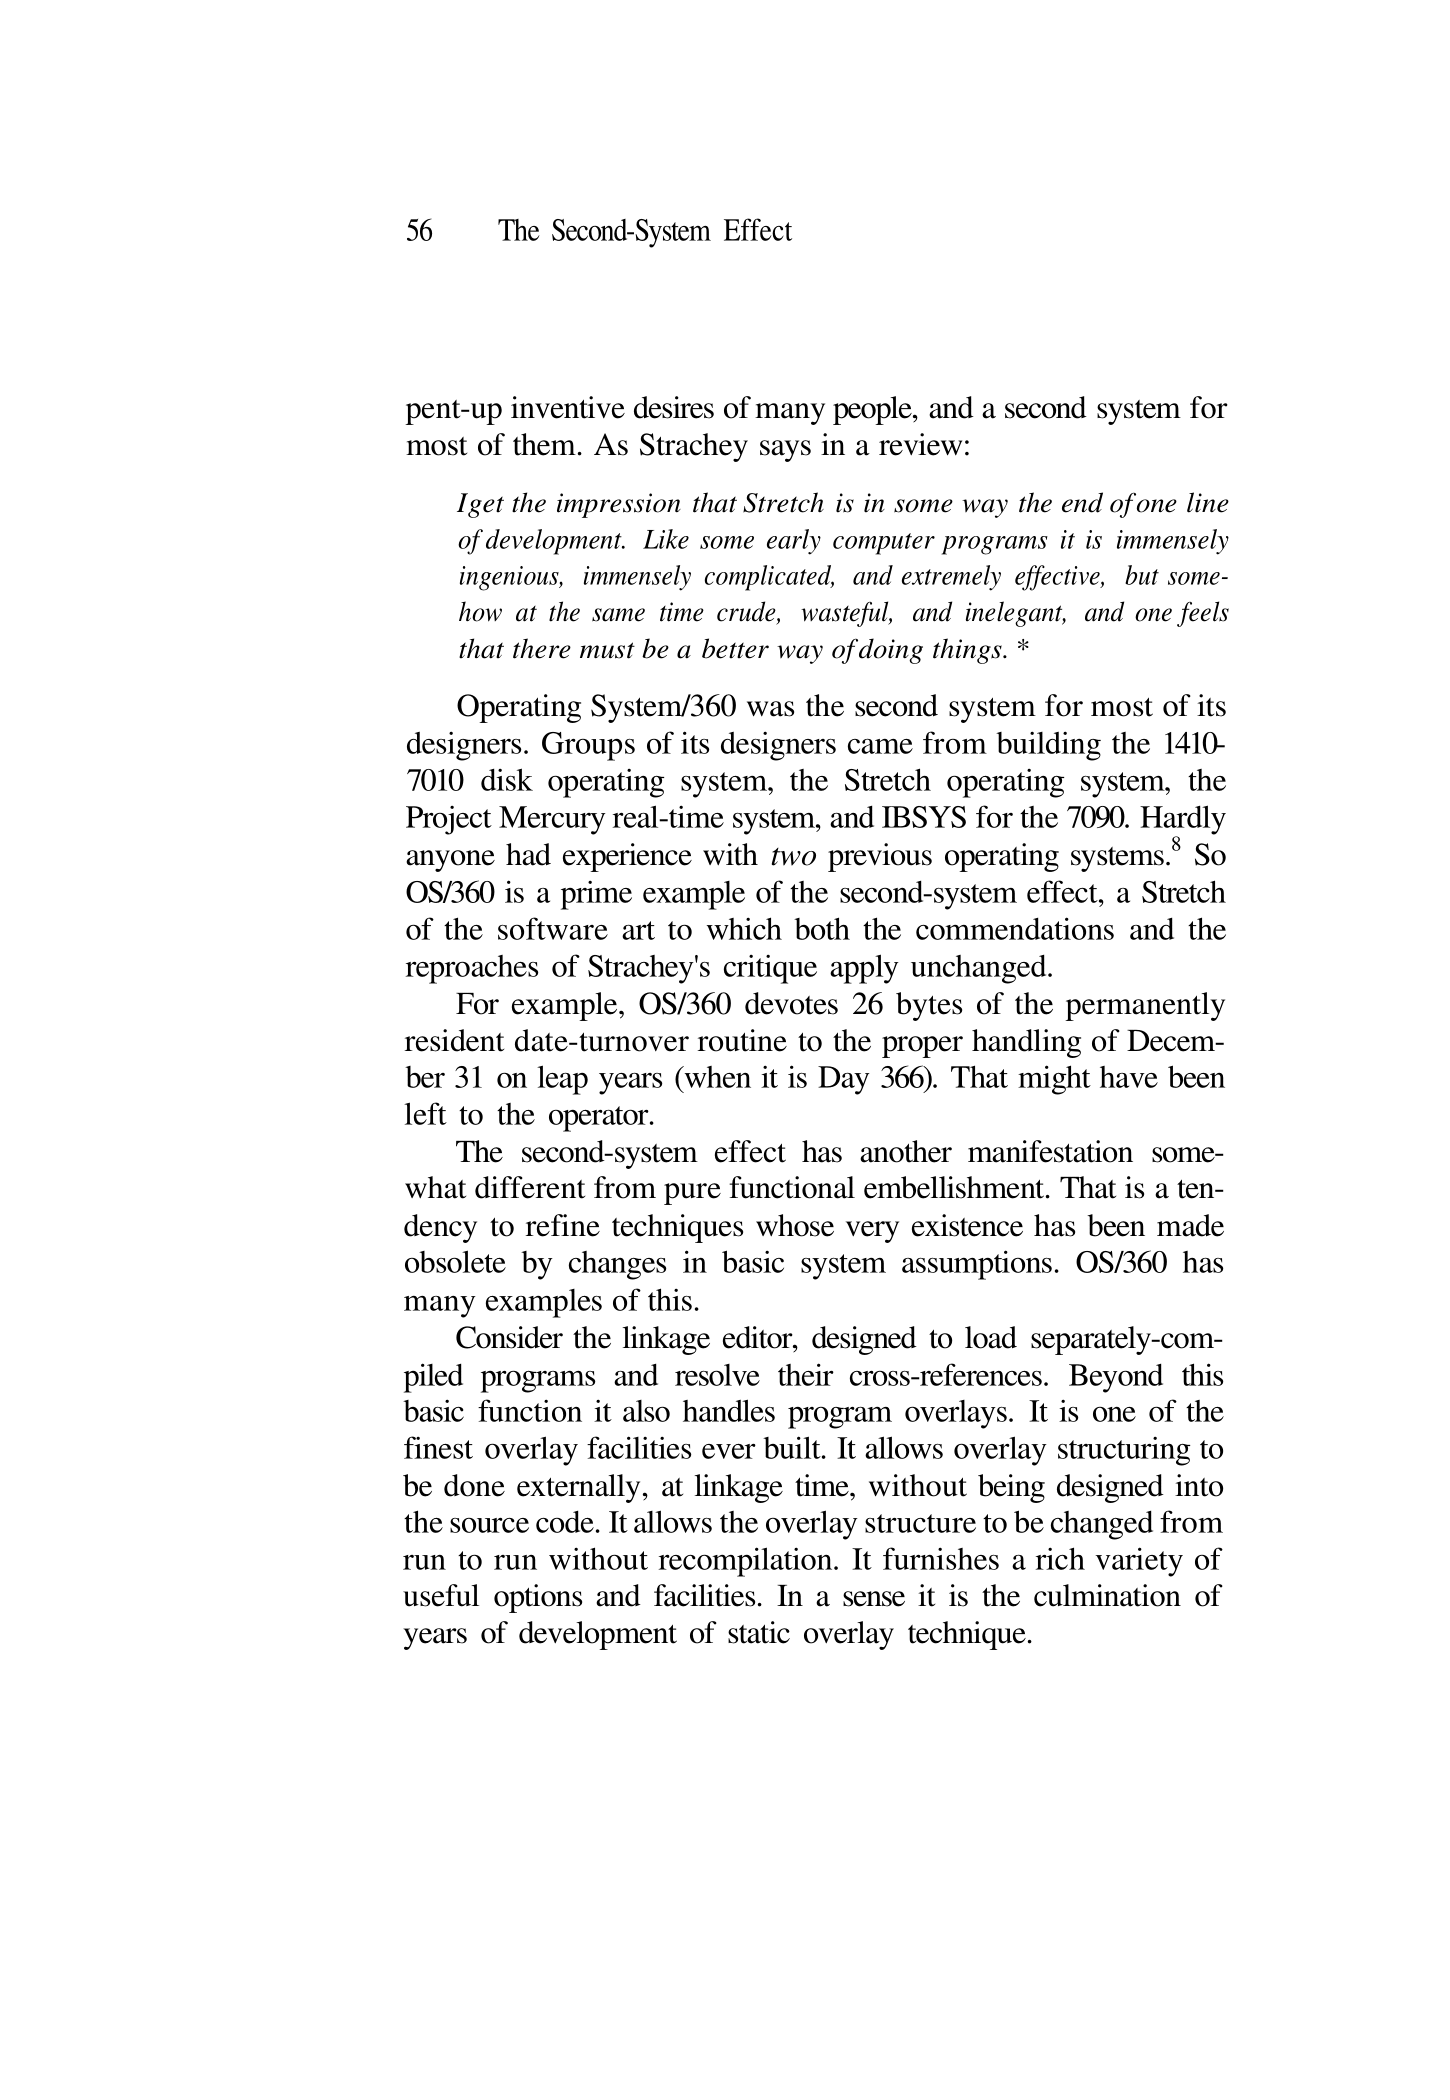 56 The Second-System Effect
pent-up inventive desires of many people, and a second system for
most of them. As Strachey says in a review:
Iget the impression that Stretch is in some way the end ofone line
of development. Like some early computer programs it is immensely
ingenious, immensely complicated, and extremely effective, but some-
how at the same time crude, wasteful, and inelegant, and one feels
that there must be a better way ofdoing things. *
Operating System/360 was the second system for most of its
designers. Groups of its designers came from building the 1410-
7010 disk operating system, the Stretch operating system, the
Project Mercury real-time system, and IBSYS for the 7090. Hardly
anyone had experience with two previous operating systems.8 So
OS/360 is a prime example of the second-system effect, a Stretch
of the software art to which both the commendations and the
reproaches of Strachey's critique apply unchanged.
For example, OS/360 devotes 26 bytes of the permanently
resident date-turnover routine to the proper handling of Decem-
ber 31 on leap years (when it is Day 366). That might have been
left to the operator.
The second-system effect has another manifestation some-
what different from pure functional embellishment. That is a ten-
dency to refine techniques whose very existence has been made
obsolete by changes in basic system assumptions. OS/360 has
many examples of this.
Consider the linkage editor, designed to load separately-com-
piled programs and resolve their cross-references. Beyond this
basic function it also handles program overlays. It is one of the
finest overlay facilities ever built. It allows overlay structuring to
be done externally, at linkage time, without being designed into
the source code. It allows the overlay structure to be changed from
run to run without recompilation. It furnishes a rich variety of
useful options and facilities. In a sense it is the culmination of
years of development of static overlay technique.